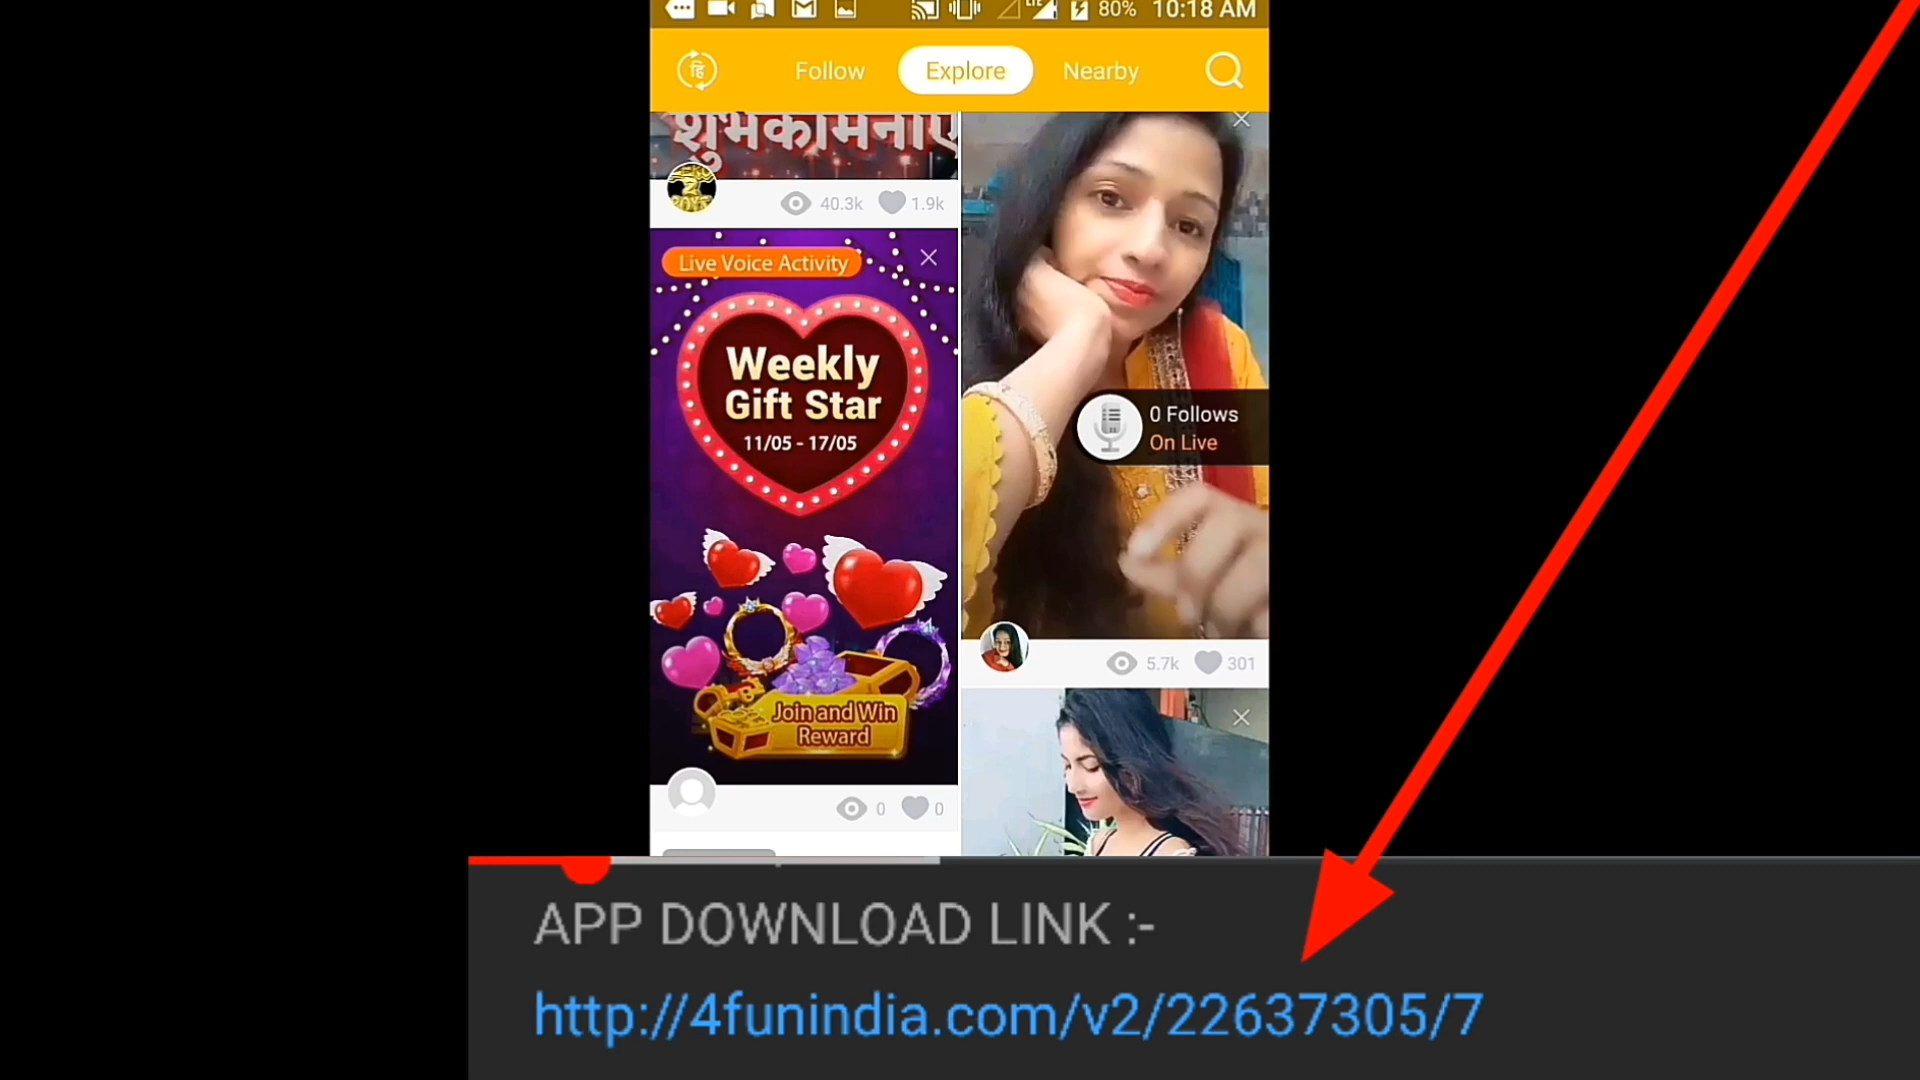 LTE 80% 10:18 AM
हि Follow Explore Nearby
शुभकामनाएं
40.3k 1.9k
Live Voice Activity
Weekly
Gift Star
11/05 - 17/05
Join and Win
Reward
0 0
0 Follows
On Live
5.7k 301
APP DOWNLOAD LINK :-
http://4funindia.com/v2/22637305/7